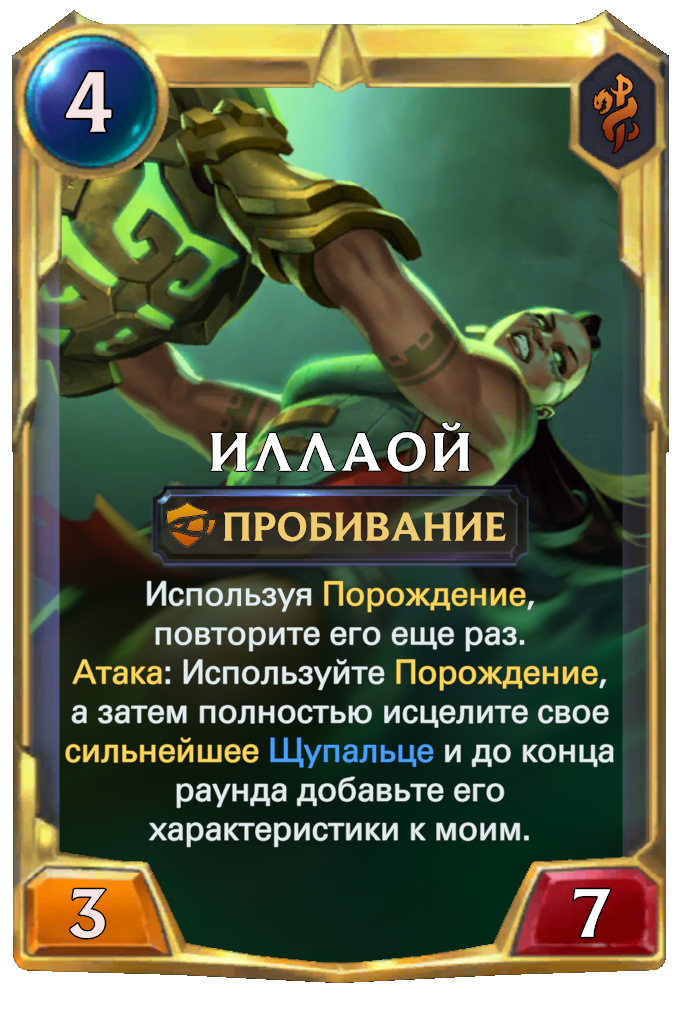 4
ИЛЛАОЙ
ПРОБИВАНИЕ
Используя Порождение,
повторите его еще раз.
Атака: Используйте Порождение,
а затем полностью исцелите свое
сильнейшее Щупальце и до конца
раунда добавьте его
характеристики к моим.
3
7